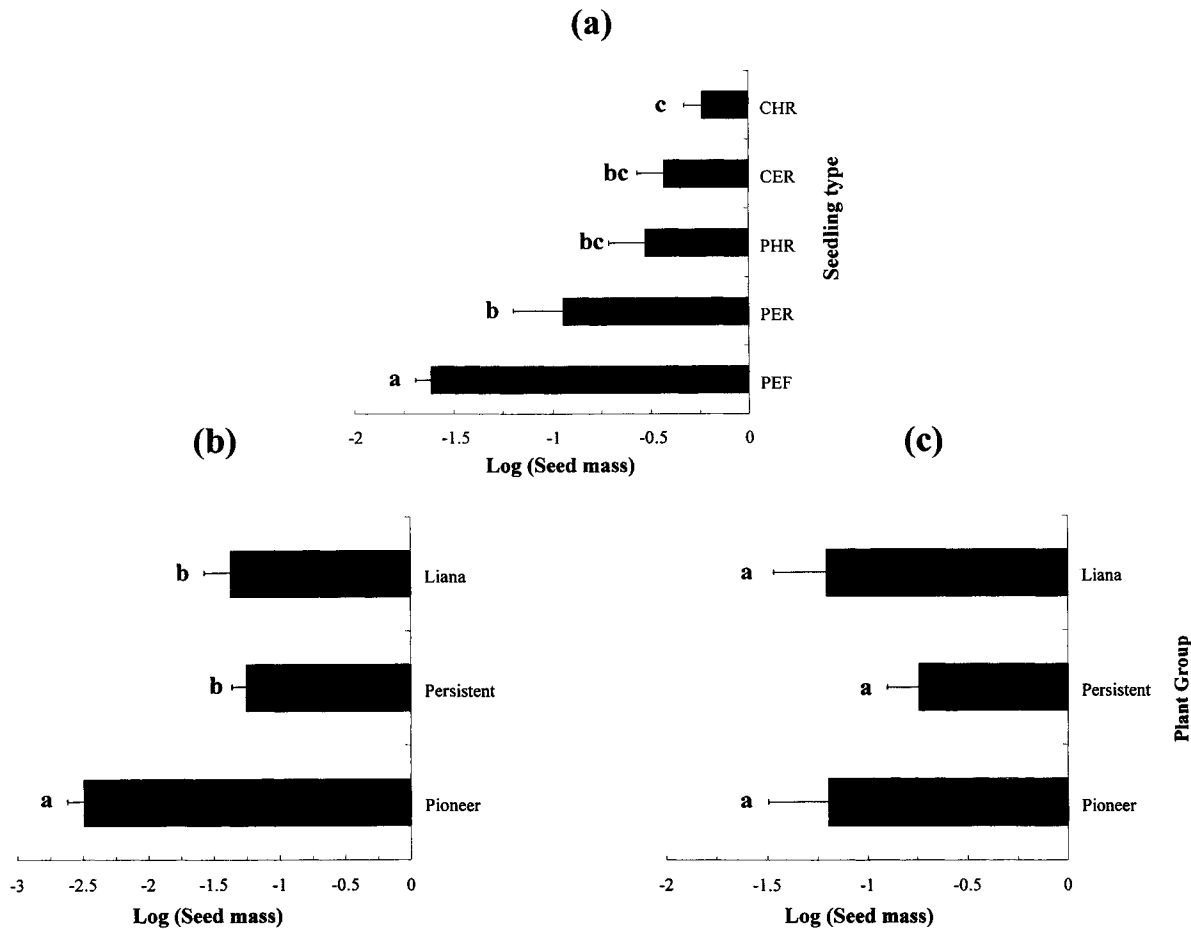 (a)
c
CHR
bc
CER
bc
PHR
b
PER
a
PEF
Seedling type
-2 -1.5 -1 -0.5 0
Log (Seed mass)
(b)
b
Liana
b
Persistent
a
Pioneer
-3 -2.5 -2 -1.5 -1 -0.5 0
Log (Seed mass)
(c)
a
Liana
a
Persistent
a
Pioneer
Plant Group
-2 -1.5 -1 -0.5 0
Log (Seed mass)